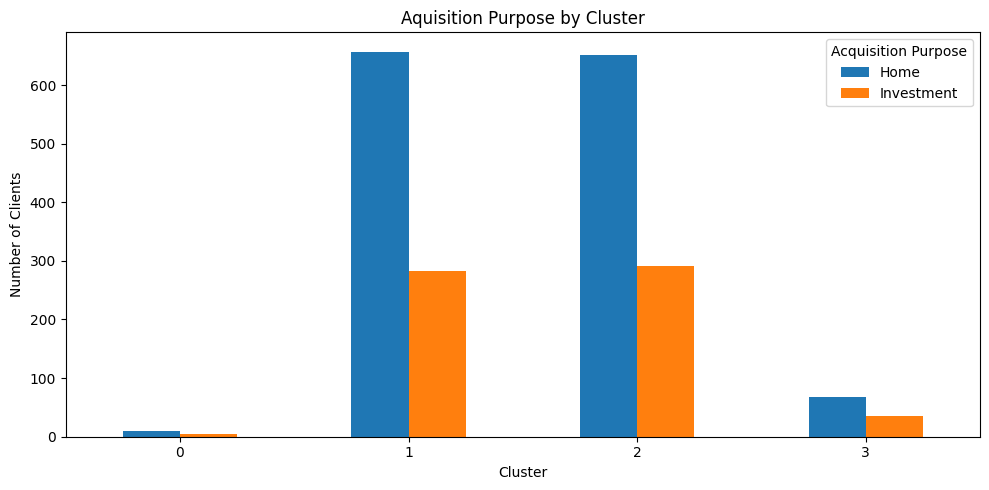 Aquisition Purpose by Cluster
Acquisition Purpose
Home
Investment
Number of Clients
600
500
400
300
200
100
0
0 1 2 3
Cluster